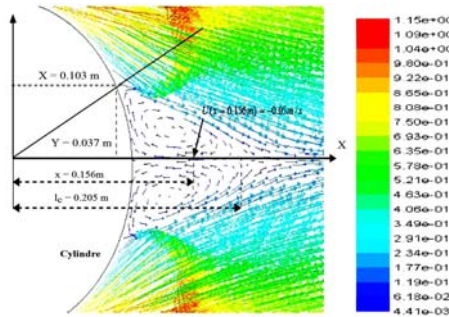 X = 0.103 m
Y = 0.037 m
U(x = 0.156m) = -0.05m/s
X
x = 0.156m
lc = 0.205 m
Cylindre
1.15e+00
1.09e+00
1.04e+00
9.80e-01
9.22e-01
8.65e-01
8.08e-01
7.50e-01
6.93e-01
6.35e-01
5.78e-01
5.21e-01
4.63e-01
4.06e-01
3.49e-01
2.91e-01
2.34e-01
1.77e-01
1.19e-01
6.18e-02
4.41e-03